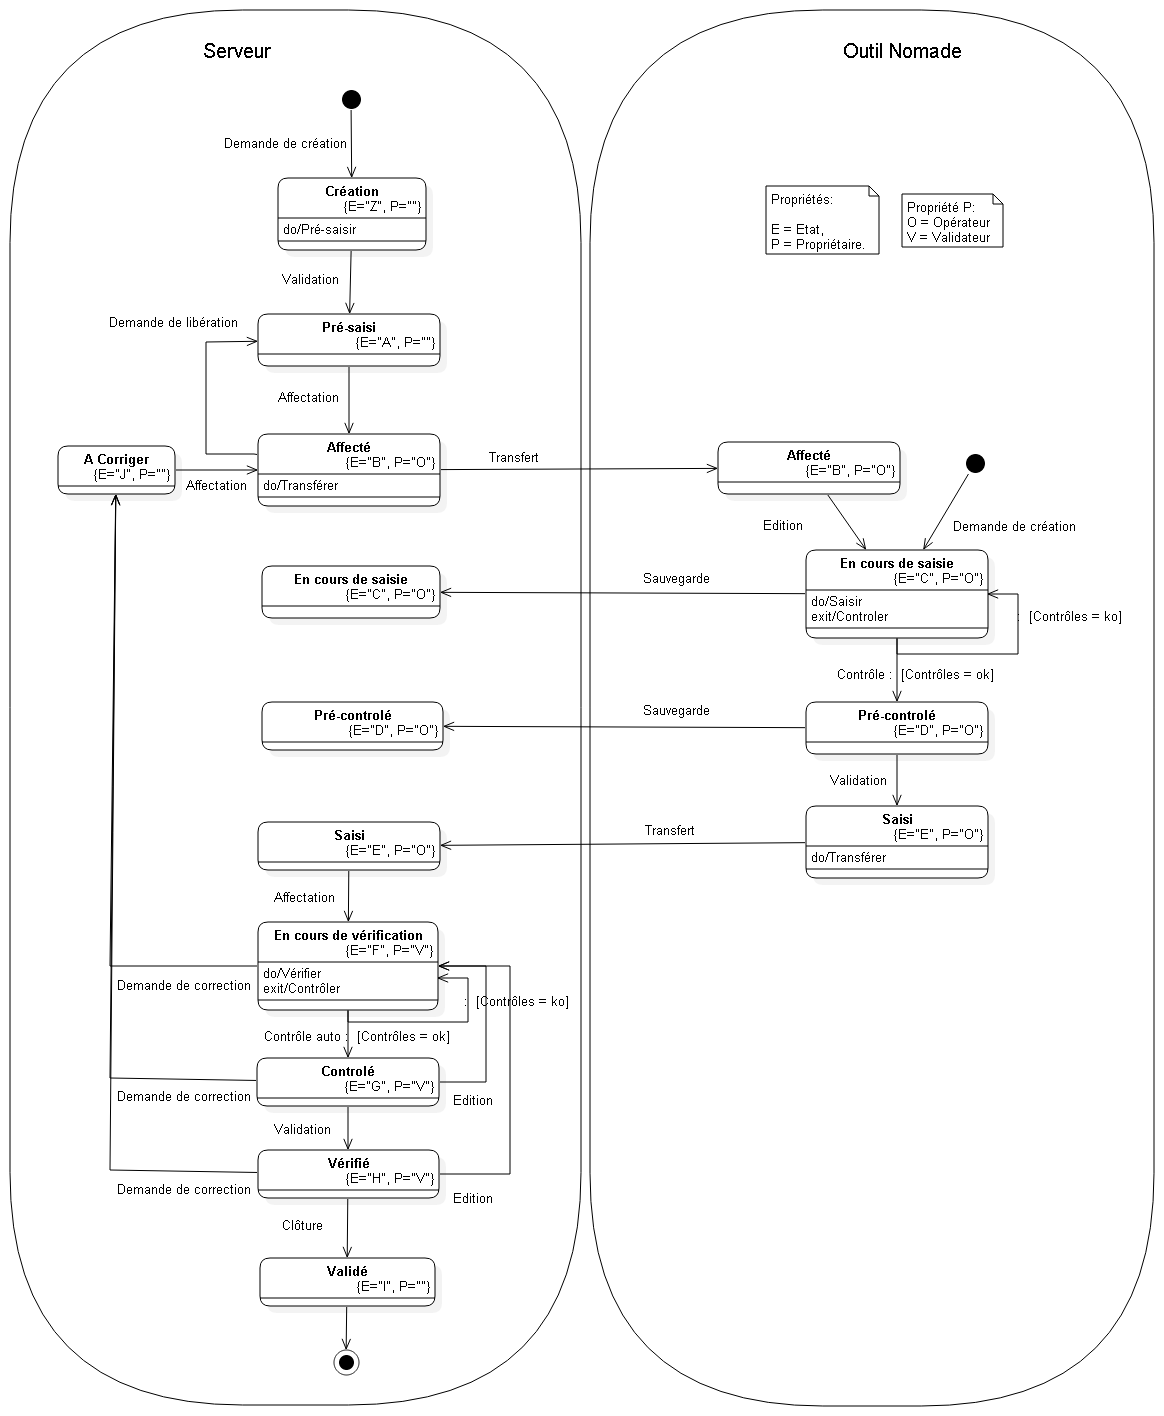 Serveur
Outil Nomade
Demande de création
Création
{E="Z", P=""}
do/Pré-saisir
Propriétés:
E = Etat,
P = Propriétaire.
Propriété P:
O = Opérateur
V = Validateur
Validation
Demande de libération
Pré-saisi
{E="A", P=""}
Affectation
A Corriger
{E="J", P=""}
Affectation
Affecté
{E="B", P="O"}
do/Transférer
Transfert
Affecté
{E="B", P="O"}
Edition
Demande de création
En cours de saisie
{E="C", P="O"}
Sauvegarde
En cours de saisie
{E="C", P="O"}
do/Saisir
exit/Controler
: [Contrôles = ko]
Contrôle : [Contrôles = ok]
Pré-controlé
{E="D", P="O"}
Sauvegarde
Pré-controlé
{E="D", P="O"}
Validation
Saisi
{E="E", P="O"}
Transfert
Saisi
{E="E", P="O"}
do/Transférer
Affectation
En cours de vérification
{E="F", P="V"}
do/Vérifier
exit/Contrôler
Demande de correction
: [Contrôles = ko]
Contrôle auto : [Contrôles = ok]
Controlé
{E="G", P="V"}
Demande de correction
Edition
Validation
Vérifié
{E="H", P="V"}
Demande de correction
Edition
Clôture
Validé
{E="I", P=""}